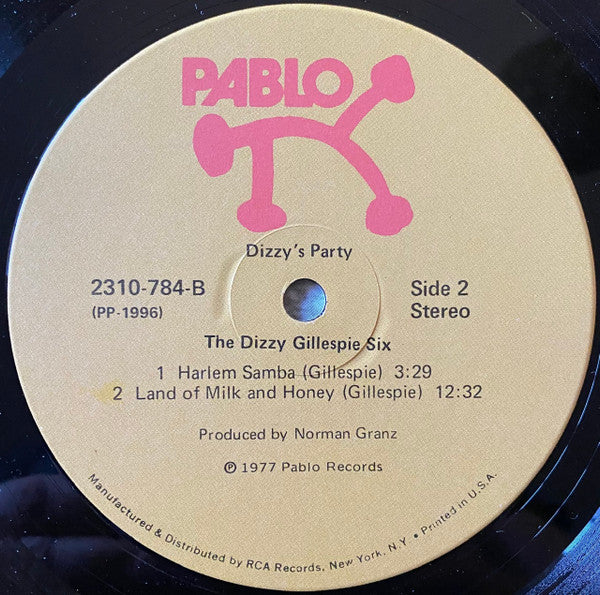 PABLO
Dizzy's Party
2310-784-B
(PP-1996)
Side 2
Stereo
The Dizzy Gillespie Six
1 Harlem Samba (Gillespie) 3:29
2 Land of Milk and Honey (Gillespie) 12:32
Produced by Norman Granz
℗ 1977 Pablo Records
Manufactured & Distributed by RCA Records, New York, N.Y • Printed in U.S.A.